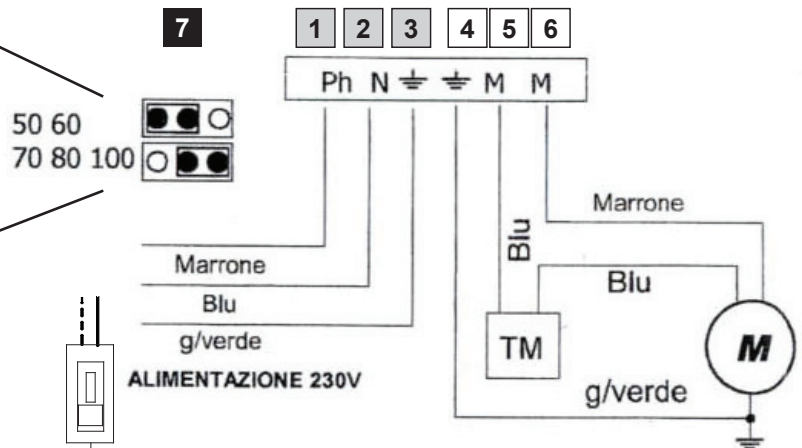 7 1 2 3 4 5 6
Ph N M M
50 60
70 80 100
Marrone
Marrone
Blu
Blu
Blu
g/verde
TM
M
ALIMENTAZIONE 230V
g/verde